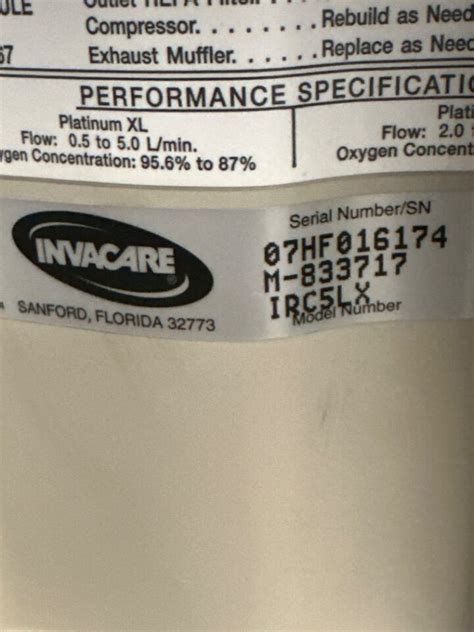 Compressor. . . . . . . . .Rebuild as Need
Exhaust Muffler. . . . . . .Replace as Need
PERFORMANCE SPECIFICATIO
Platinum XL
Flow: 0.5 to 5.0 L/min.
ygen Concentration: 95.6% to 87%
Plati
Flow: 2.0
Oxygen Concent
INVACARE
SANFORD, FLORIDA 32773
Serial Number/SN
07HF016174
M-833717
IRC5LX
Model Number